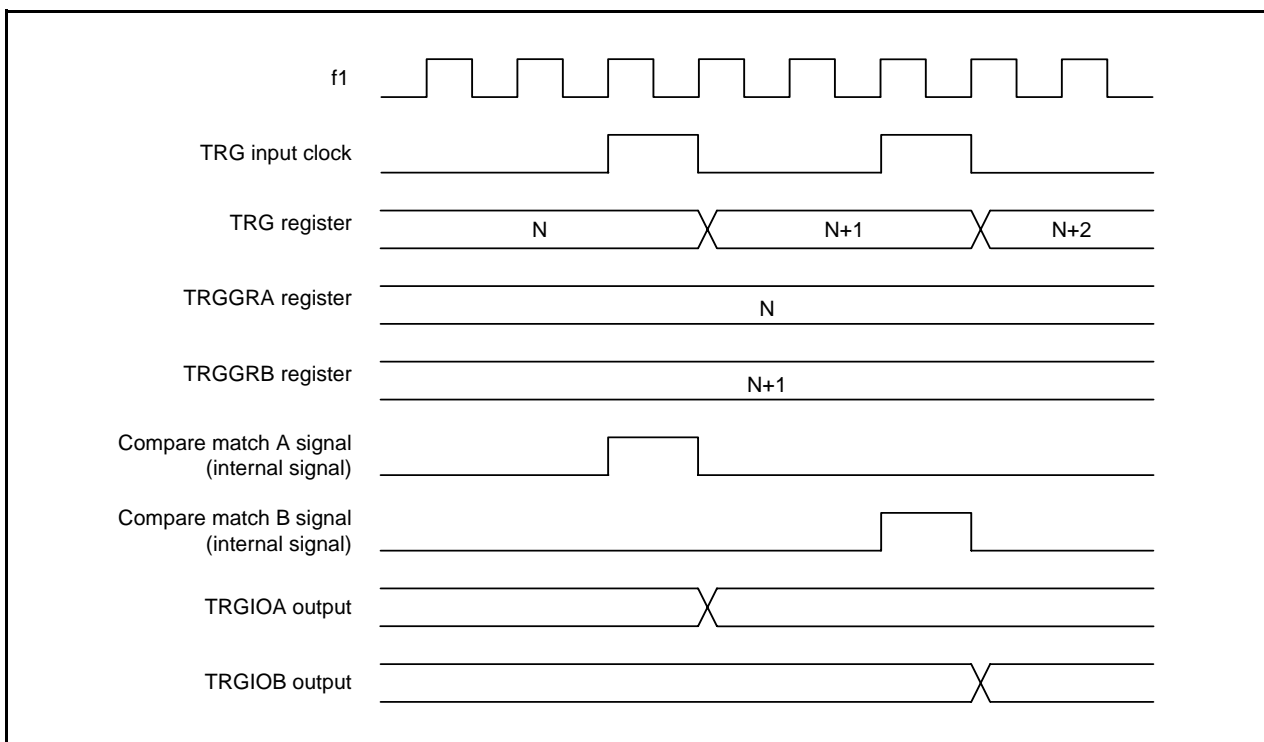 f1
TRG input clock
TRG register
N
N+1
N+2
TRGGRA register
N
TRGGRB register
N+1
Compare match A signal
(internal signal)
Compare match B signal
(internal signal)
TRGIOA output
TRGIOB output